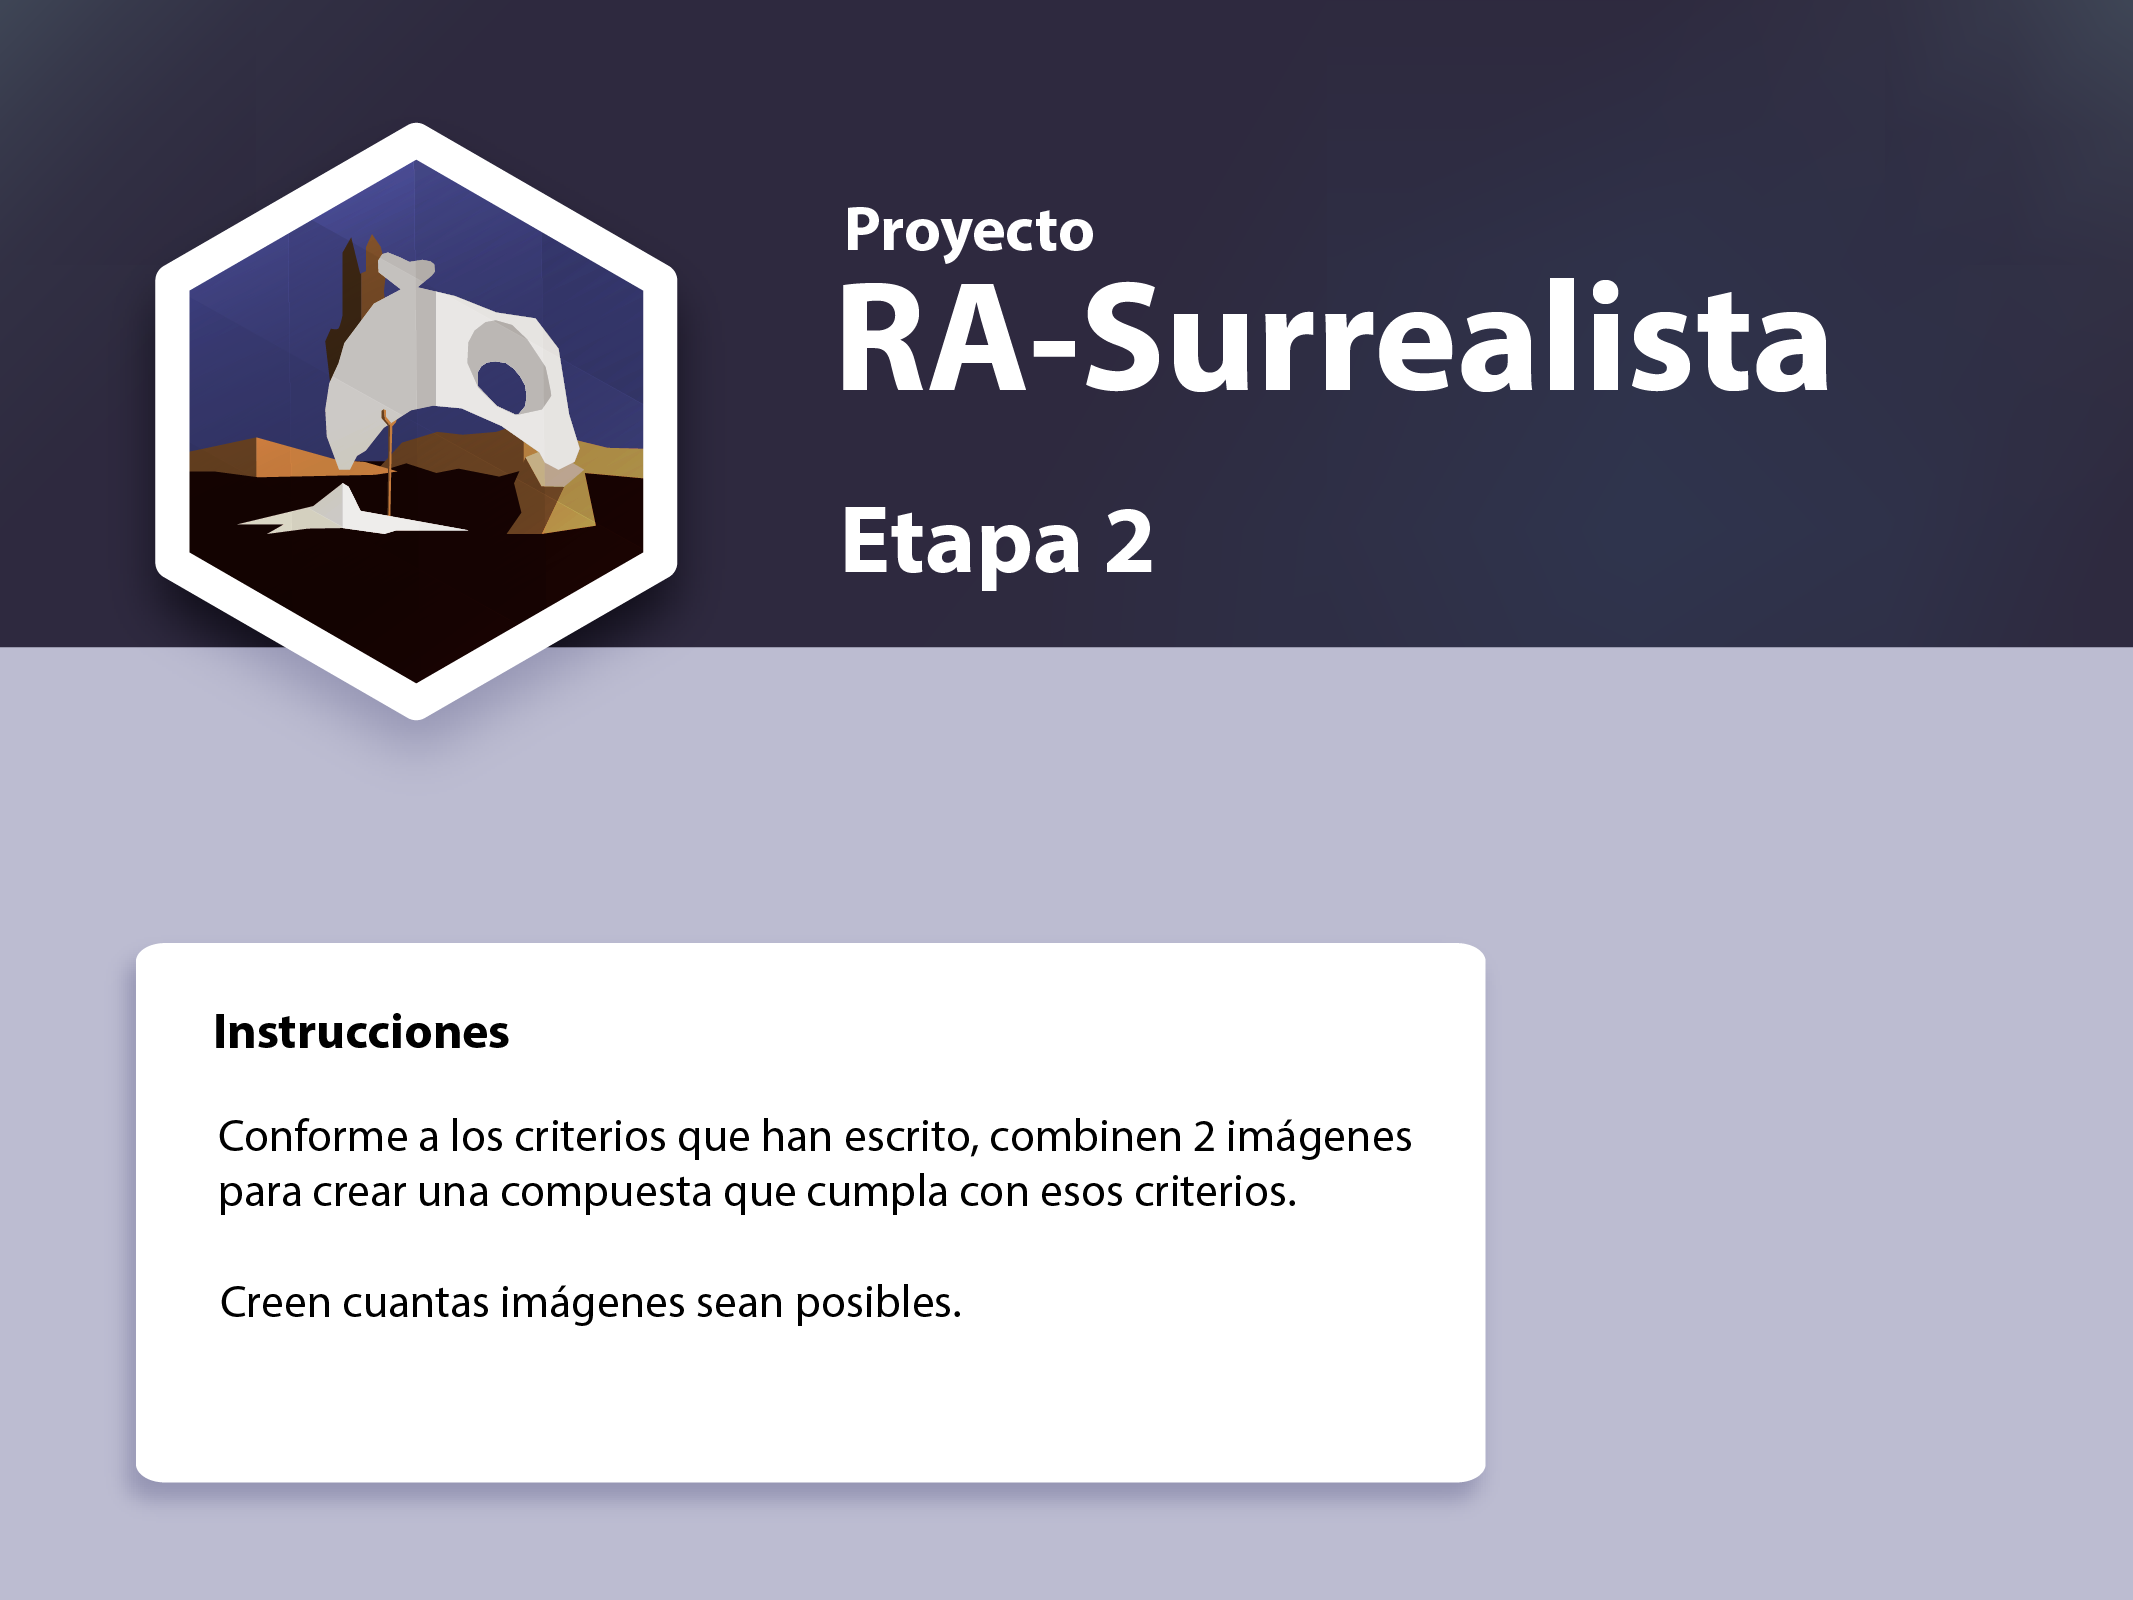 Proyecto
RA-Surrealista
Etapa 2
Instrucciones
Conforme a los criterios que han escrito, combinen 2 imágenes
para crear una compuesta que cumpla con esos criterios.
Creen cuantas imágenes sean posibles.